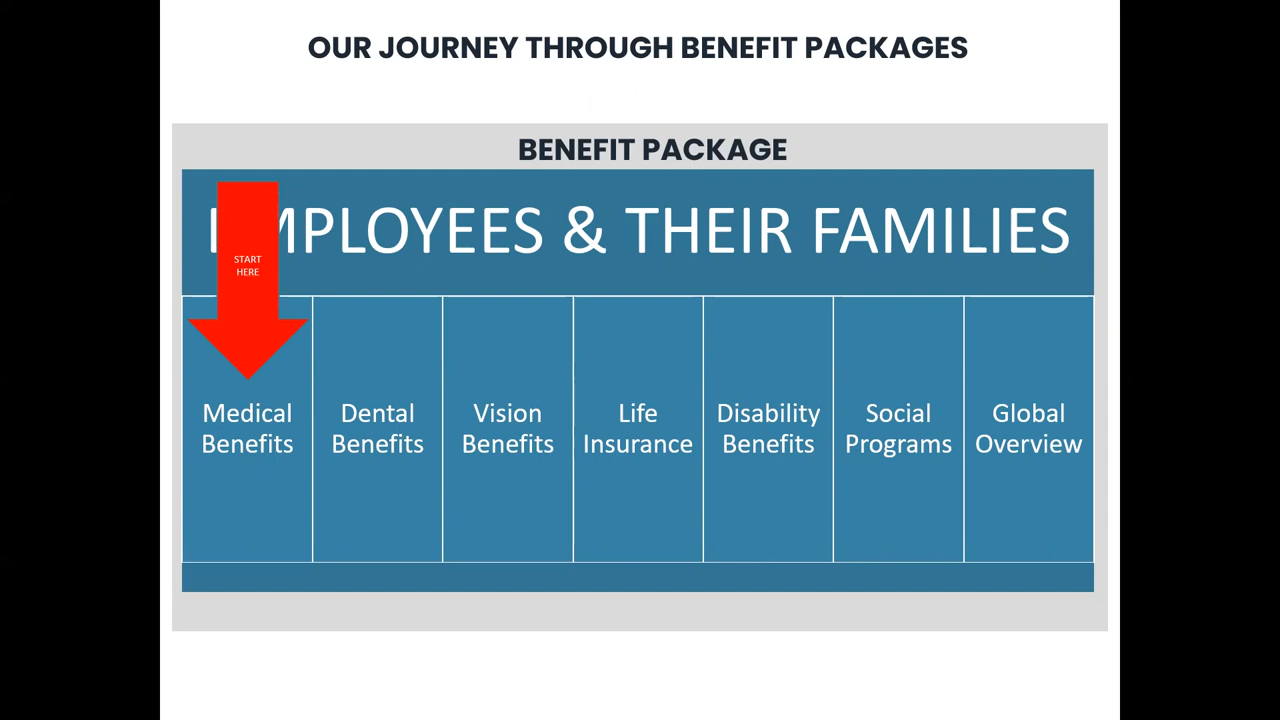 OUR JOURNEY THROUGH BENEFIT PACKAGES
BENEFIT PACKAGE
EMPLOYEES & THEIR FAMILIES
START
HERE
Medical
Benefits
Dental
Benefits
Vision
Benefits
Life
Insurance
Disability
Benefits
Social
Programs
Global
Overview